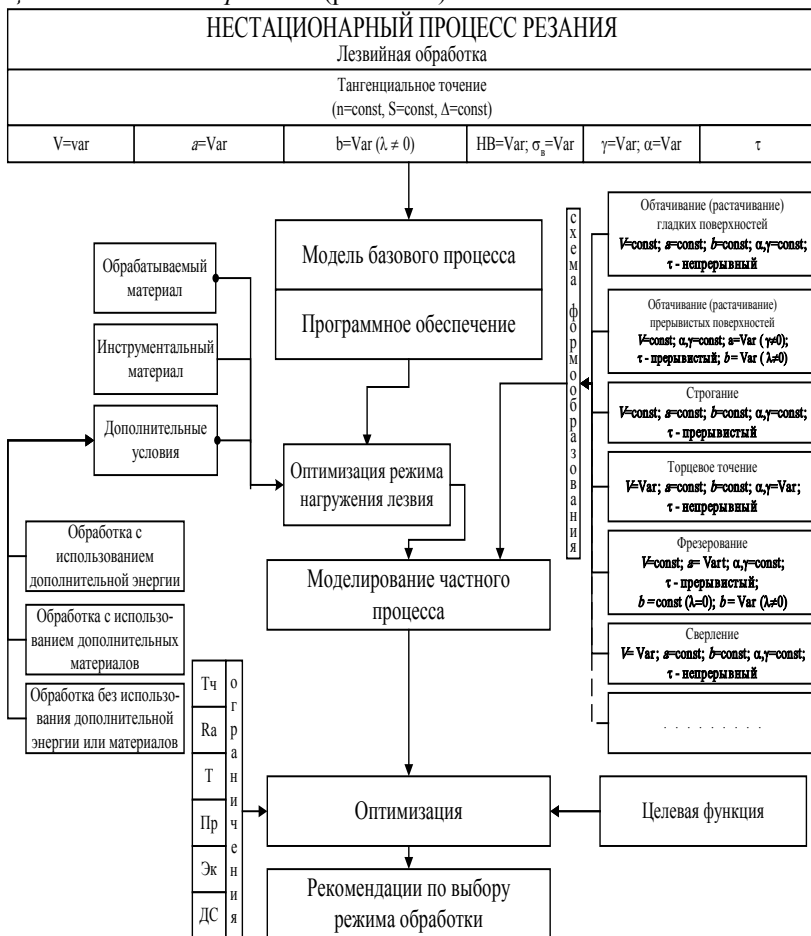 НЕСТАЦИОНАРНЫЙ ПРОЦЕСС РЕЗАНИЯ
Лезвийная обработка
Тангенциальное точение
(n=const, S=const, Δ=const)
V=var
a=Var
b=Var (λ ≠ 0)
HB=Var; σв=Var
γ=Var; α=Var
τ
Модель базового процесса
Программное обеспечение
Обрабатываемый
материал
Инструментальный
материал
Дополнительные
условия
Оптимизация режима
нагружения лезвия
схема формообразования
Обтачивание (растачивание)
гладких поверхностей
V=const; a=const; b=const; α,γ=const;
τ - непрерывный
Обтачивание (растачивание)
прерывистых поверхностей
V=const; α,γ=const; a=Var ( γ≠0);
τ - прерывистый; b = Var ( λ≠0)
Строгание
V=const; a=const; b=const; α,γ=const;
τ - прерывистый
Торцевое точение
V=Var; a=const; b=const; α,γ=Var;
τ - непрерывный
Фрезерование
V=const; a= Vart; α,γ=const;
τ - прерывистый;
b =const (λ=0); b = Var (λ≠0)
Сверление
V= Var; a=const; b=const; α,γ=const;
τ - непрерывный
. . . . . . . . .
Обработка с
использованием
дополнительной энергии
Обработка с использо-
ванием дополнительных
материалов
Обработка без использо-
вания дополнительной
энергии или материалов
Моделирование частного
процесса
Тч
Ra
T
Пр
Эк
ДС
ограничения
Оптимизация
Целевая функция
Рекомендации по выбору
режима обработки